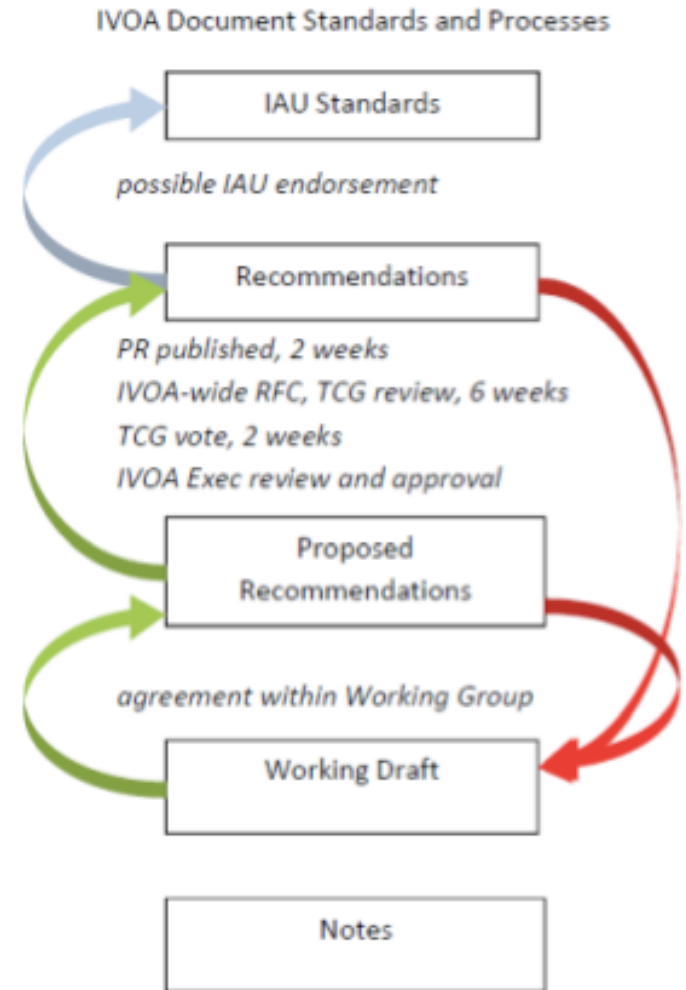 IVOA Document Standards and Processes
IAU Standards
possible IAU endorsement
Recommendations
PR published, 2 weeks
IVOA-wide RFC, TCG review, 6 weeks
TCG vote, 2 weeks
IVOA Exec review and approval
Proposed
Recommendations
agreement within Working Group
Working Draft
Notes